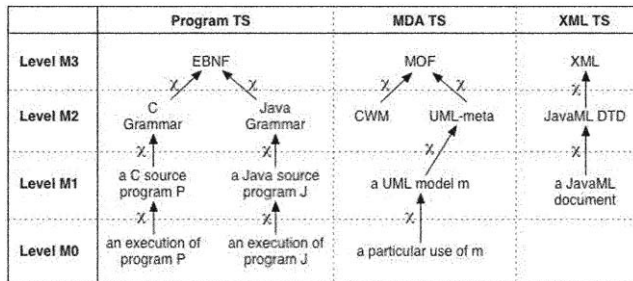 Program TS MDA TS XML TS
Level M3 EBNF MOF XML
χ χ χ χ χ
Level M2 C Grammar Java Grammar CWM UML-meta JavaML DTD
χ χ χ χ
Level M1 a C source program P a Java source program J a UML model m a JavaML document
χ χ χ
Level M0 an execution of program P an execution of program J a particular use of m